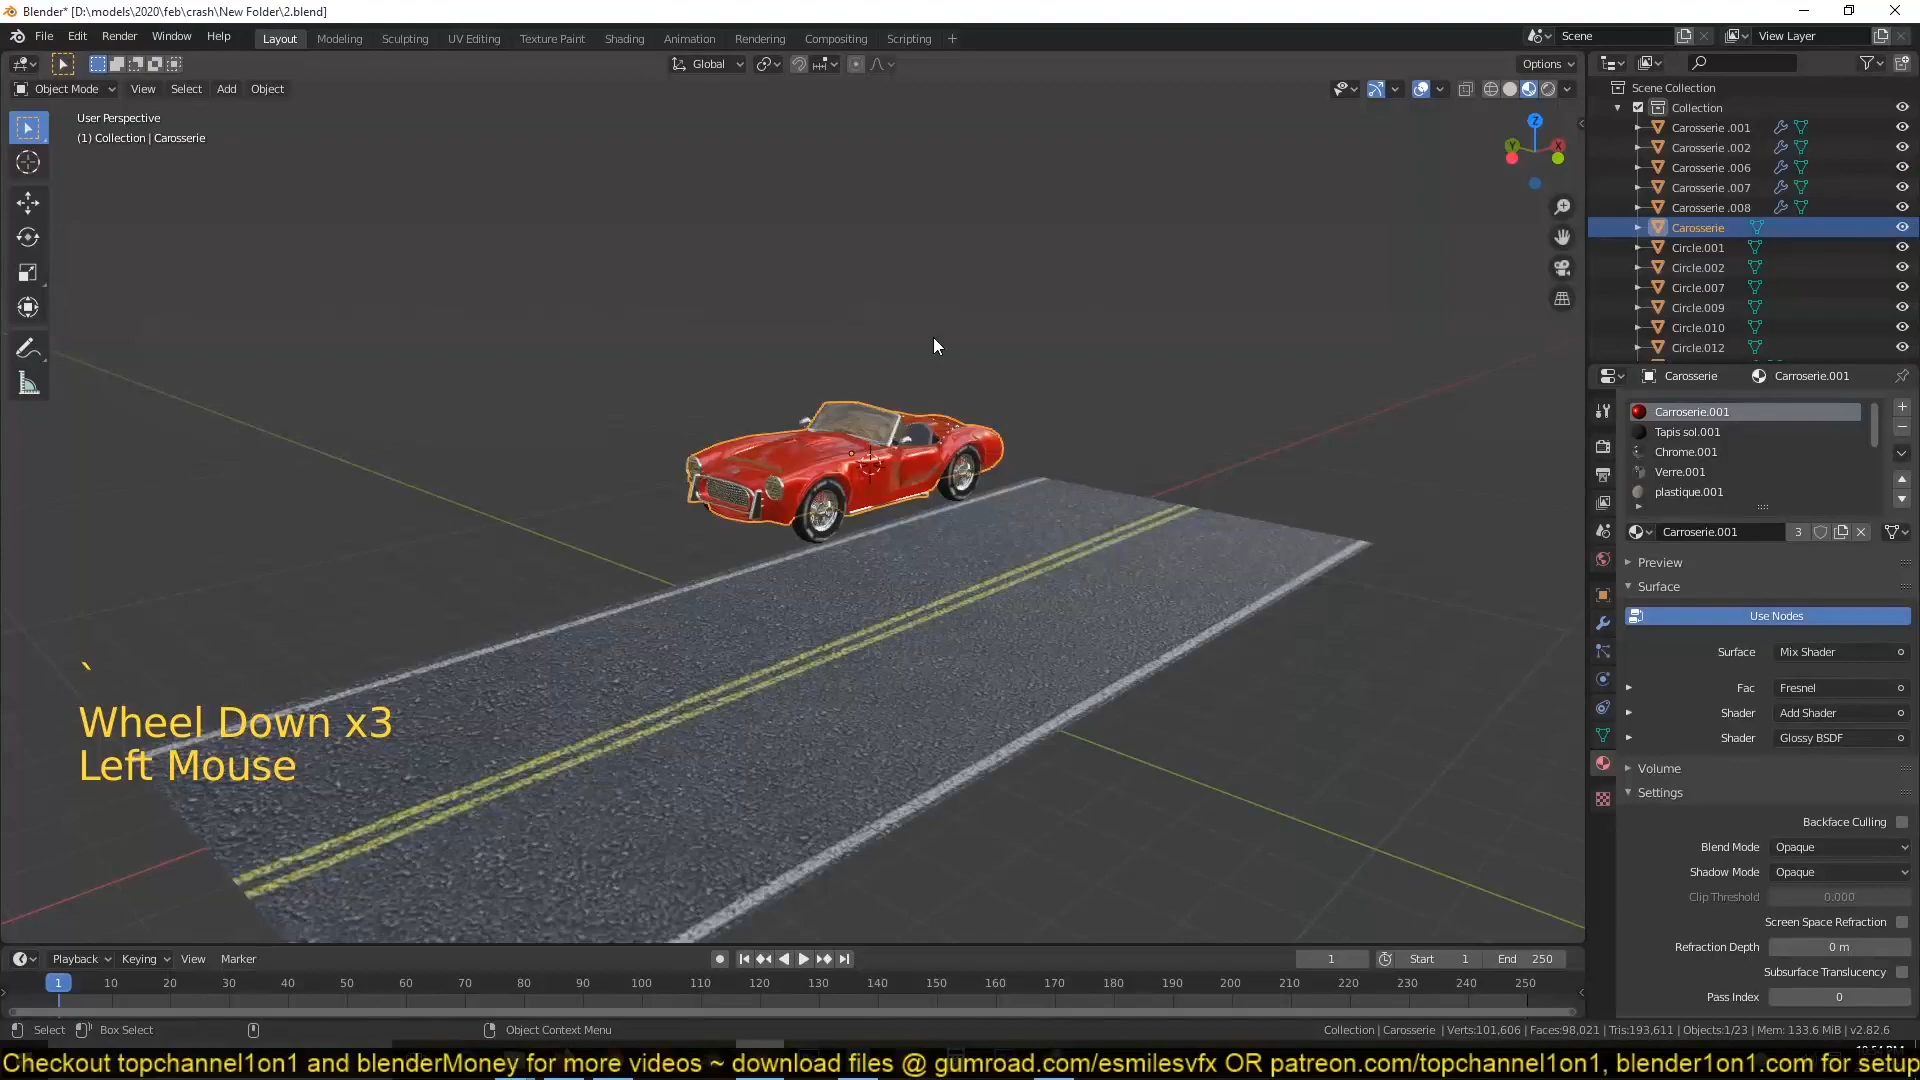 Blender* [D:\models\2020\feb\crash\New Folder\2.blend]
File Edit Render Window Help Layout Modeling Sculpting UV Editing Texture Paint Shading Animation Rendering Compositing Scripting Scene View Layer
Global Options
Object Mode View Select Add Object
User Perspective
(1) Collection | Carosserie
Z
Y X
Scene Collection
Collection
Carosserie .001
Carosserie .002
Carosserie .006
Carosserie .007
Carosserie .008
Carosserie
Circle.001
Circle.002
Circle.007
Circle.009
Circle.010
Circle.012
Carosserie Carroserie.001
Carroserie.001
Tapis sol.001
Chrome.001
Verre.001
plastique.001
Carroserie.001 3
Preview
Surface
Use Nodes
Surface Mix Shader
Fac Fresnel
Shader Add Shader
Shader Glossy BSDF
Volume
Settings
Backface Culling
Blend Mode Opaque
Shadow Mode Opaque
Clip Threshold 0.000
Screen Space Refraction
Refraction Depth 0 m
Subsurface Translucency
Pass Index 0
`
Wheel Down x3
Left Mouse
Playback Keying View Marker 1 Start 1 End 250
1 10 20 30 40 50 60 70 80 90 100 110 120 130 140 150 160 170 180 190 200 210 220 230 240 250
Select Box Select Object Context Menu Collection | Carosserie | Verts:101,606 | Faces:98,021 | Tris:193,611 | Objects:1/23 | Mem: 133.6 MiB | v2.82.6
Checkout topchannel1on1 and blenderMoney for more videos ~ download files @ gumroad.com/esmilesvfx OR patreon.com/topchannel1on1, blender1on1.com for setup